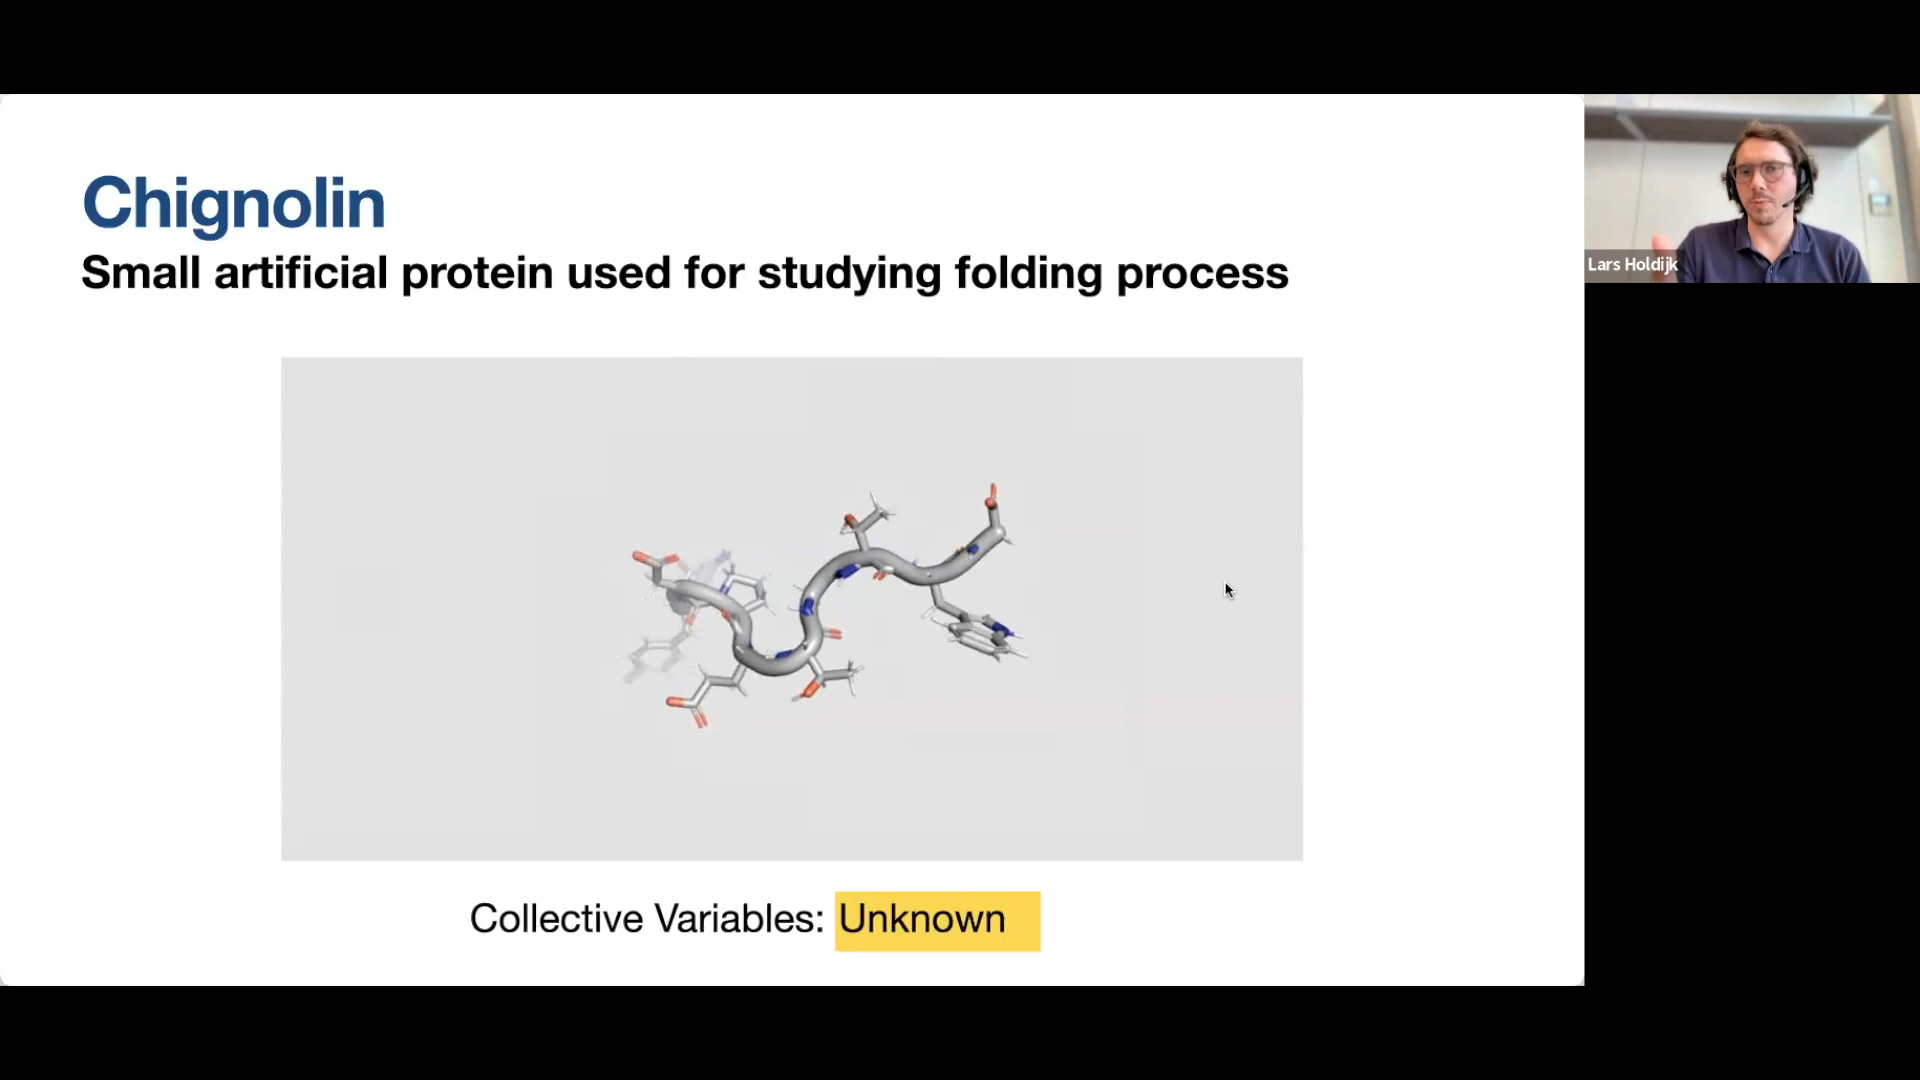 Chignolin
Small artificial protein used for studying folding process
Collective Variables: Unknown
Lars Holdijk